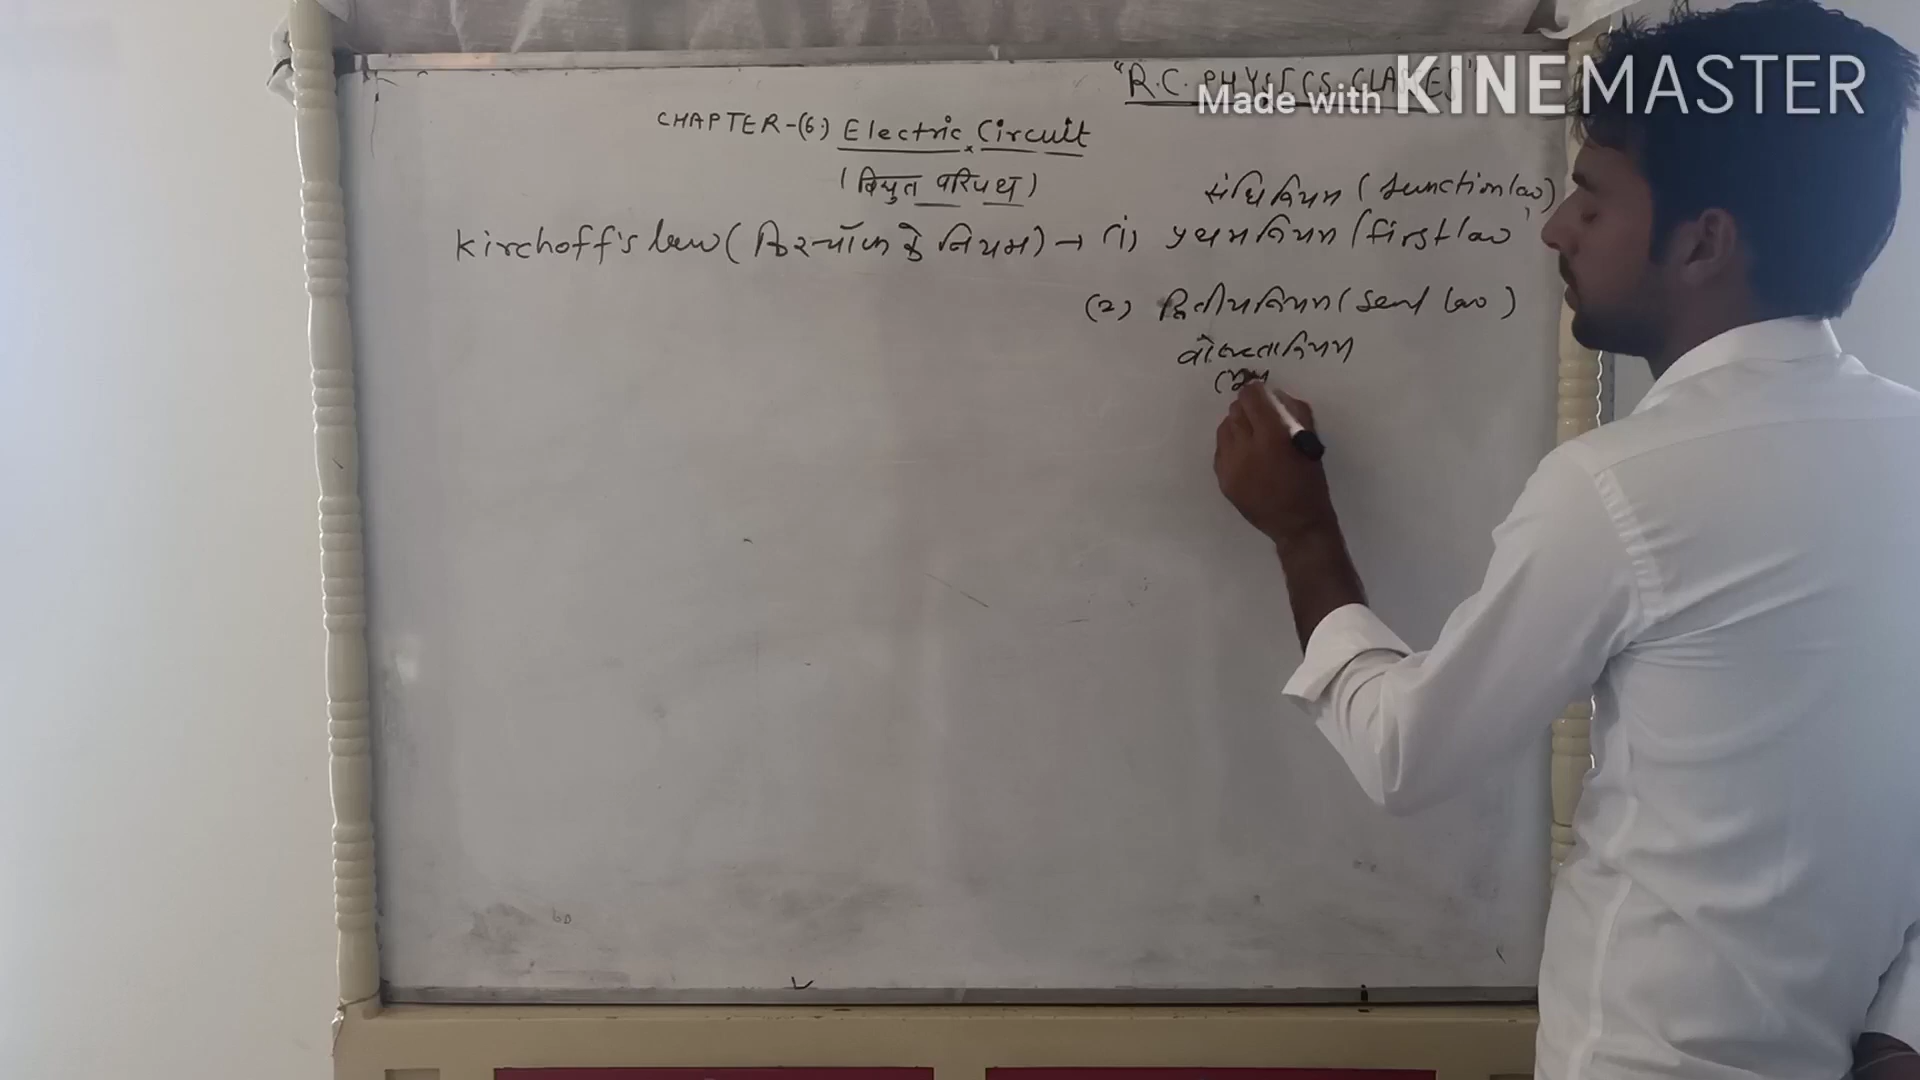 "R.C. PHYSICS CLASSES"
Made with KINEMASTER
CHAPTER-(6.) Electric Circuit
(विद्युत परिपथ)
संधि नियम (Junction law)
Kirchoff's law (किरचॉफ के नियम) → (i) प्रथम नियम (first law
(2) द्वितीय नियम ( law)
वोल्टता नियम